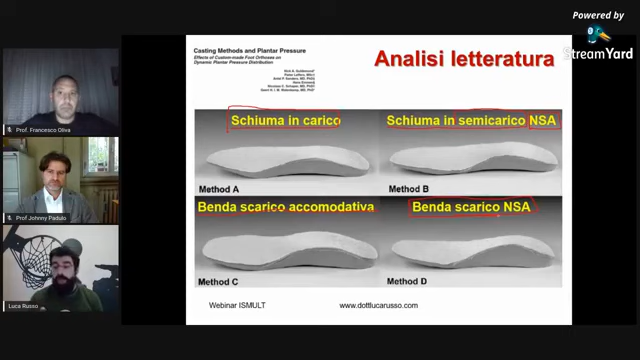 Powered by
StreamYard
Casting Methods and Plantar Pressure
Effects of Custom-made Foot Orthoses on
Dynamic Plantar Pressure Distribution
Analisi letteratura
Schiuma in carico
Schiuma in semicarico NSA
Method A
Method B
Benda scarico accomodativa
Benda scarico NSA
Method C
Method D
Webinar ISMULT
www.dottlucarusso.com
Prof. Francesco Oliva
Prof Johnny Padulo
Luca Russo